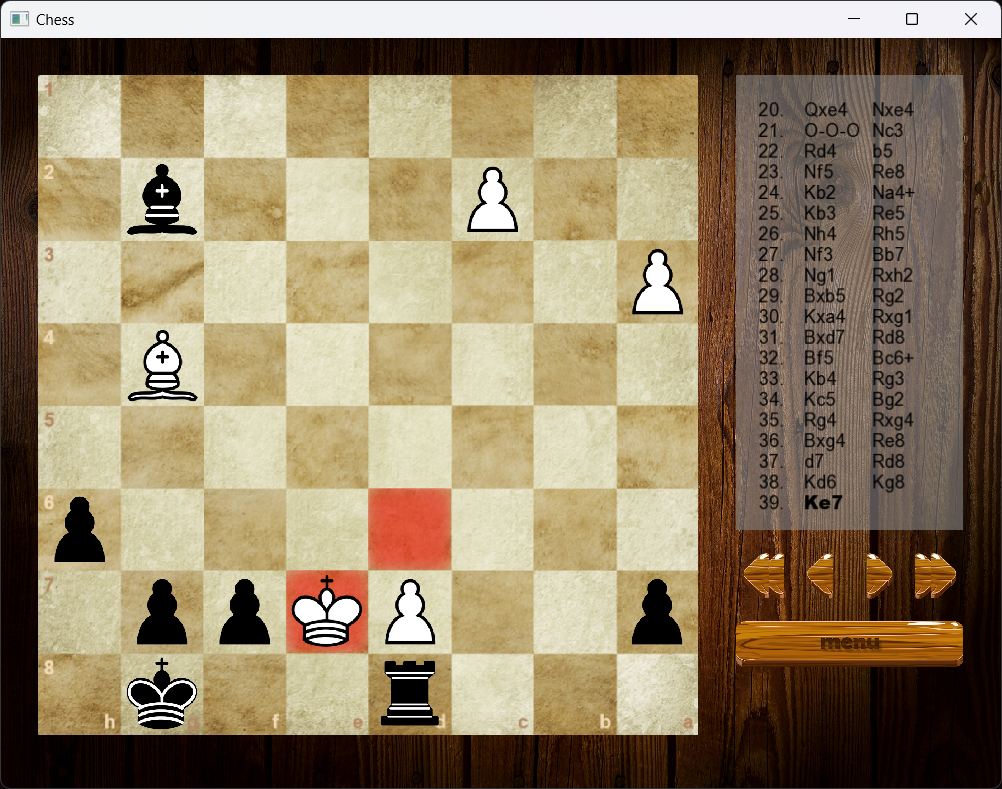 Chess
1
2
3
4
5
6
7
8
h g f e d c b a
20. Qxe4 Nxe4
21. O-O-O Nc3
22. Rd4 b5
23. Nf5 Re8
24. Kb2 Na4+
25. Kb3 Re5
26. Nh4 Rh5
27. Nf3 Bb7
28. Ng1 Rxh2
29. Bxb5 Rg2
30. Kxa4 Rxg1
31. Bxd7 Rd8
32. Bf5 Bc6+
33. Kb4 Rg3
34. Kc5 Bg2
35. Rg4 Rxg4
36. Bxg4 Re8
37. d7 Rd8
38. Kd6 Kg8
39. Ke7
menu